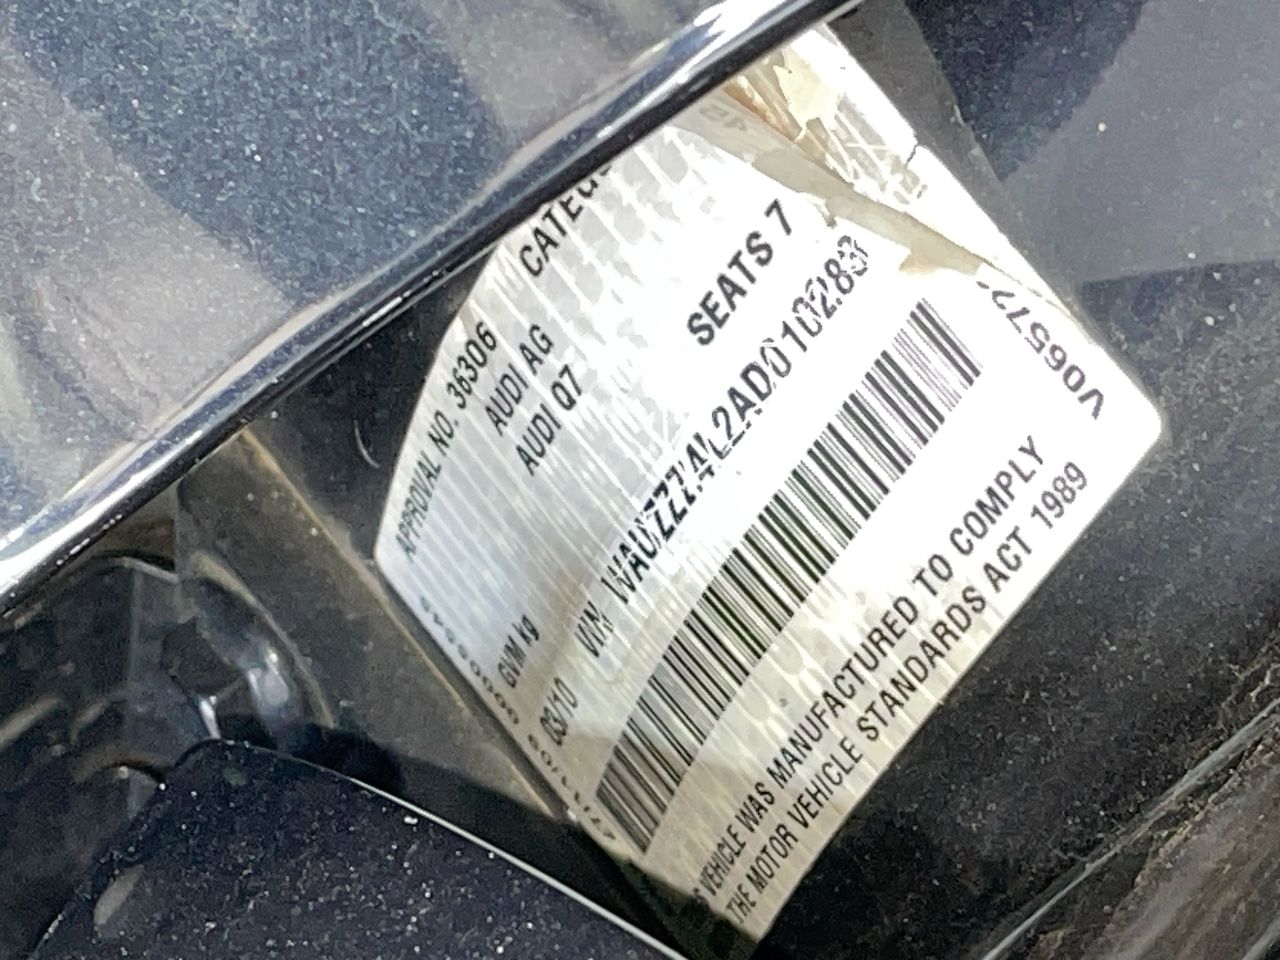 APPROVAL NO. 36306
CATEGO
AUDI AG
AUDI Q7
SEATS 7
GVM kg
03/10
VIN WAUZZZ4L2AD010283
VEHICLE WAS MANUFACTURED TO COMPLY
THE MOTOR VEHICLE STANDARDS ACT 1989